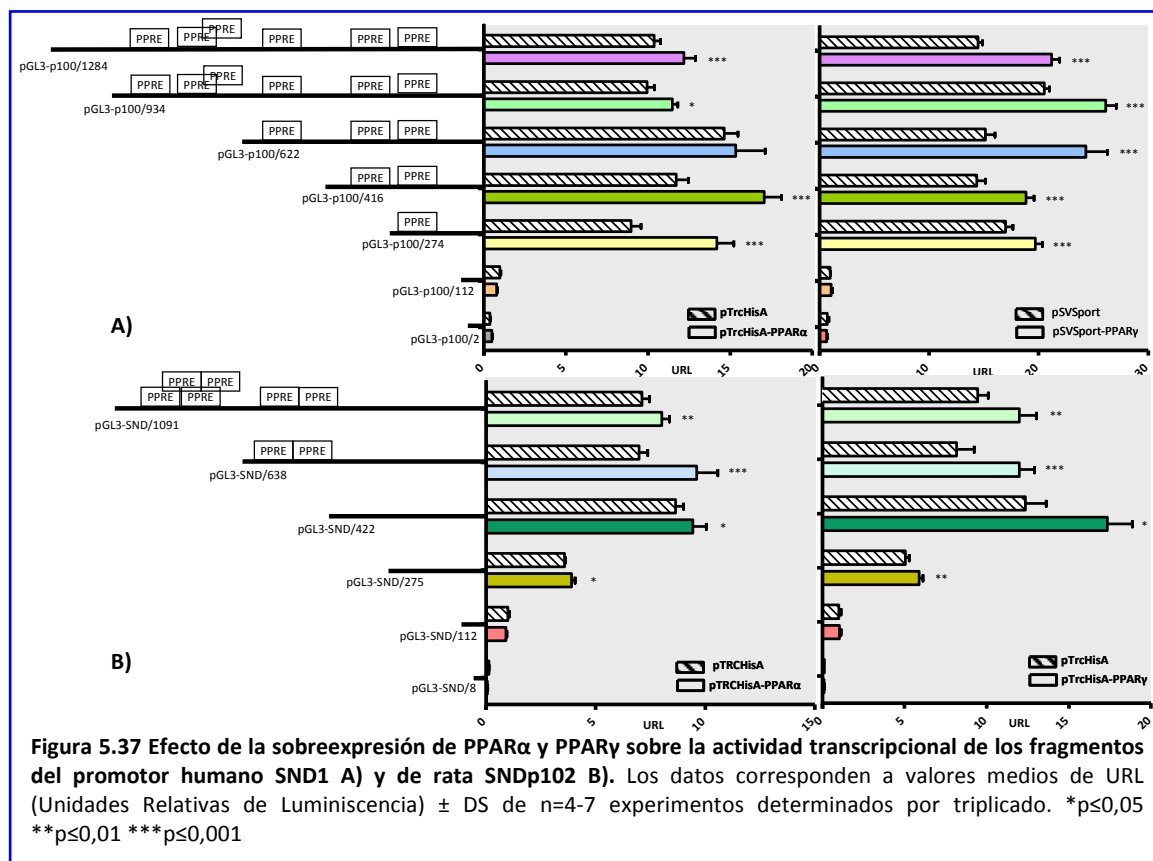 PPRE
PPRE PPRE PPRE PPRE PPRE
pGL3-p100/1284
***
***
PPRE
PPRE PPRE PPRE PPRE PPRE
pGL3-p100/934
*
***
PPRE PPRE PPRE
pGL3-p100/622
***
PPRE PPRE
pGL3-p100/416
***
***
PPRE
pGL3-p100/274
***
***
pGL3-p100/112
A)
pGL3-p100/2
pTrcHisA
pTrcHisA-PPARα
pSVSport
pSVSport-PPARγ
0 5 10 15 20
URL
10 20 30
URL
PPRE PPRE
PPRE PPRE PPRE PPRE
pGL3-SND/1091
**
**
PPRE PPRE
pGL3-SND/638
***
***
pGL3-SND/422
*
*
pGL3-SND/275
*
**
pGL3-SND/112
B)
pGL3-SND/8
pTRCHisA
pTRCHisA-PPARα
pTrcHisA
pTrcHisA-PPARγ
0 5 10 15
URL
0 5 10 15 20
URL
Figura 5.37 Efecto de la sobreexpresión de PPARα y PPARγ sobre la actividad transcripcional de los fragmentos
del promotor humano SND1 A) y de rata SNDp102 B). Los datos corresponden a valores medios de URL
(Unidades Relativas de Luminiscencia) ± DS de n=4-7 experimentos determinados por triplicado. *p≤0,05
**p≤0,01 ***p≤0,001